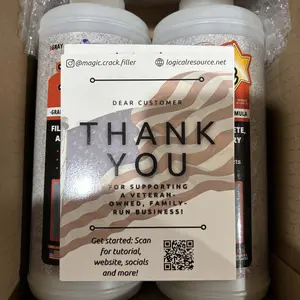 @magic.crack.filler
logicalresource.net
DEAR CUSTOMER
THANK
YOU
FOR SUPPORTING
A VETERAN-
OWNED, FAMILY-
RUN BUSINESS!
Get started: Scan
for tutorial,
website, socials
and more!